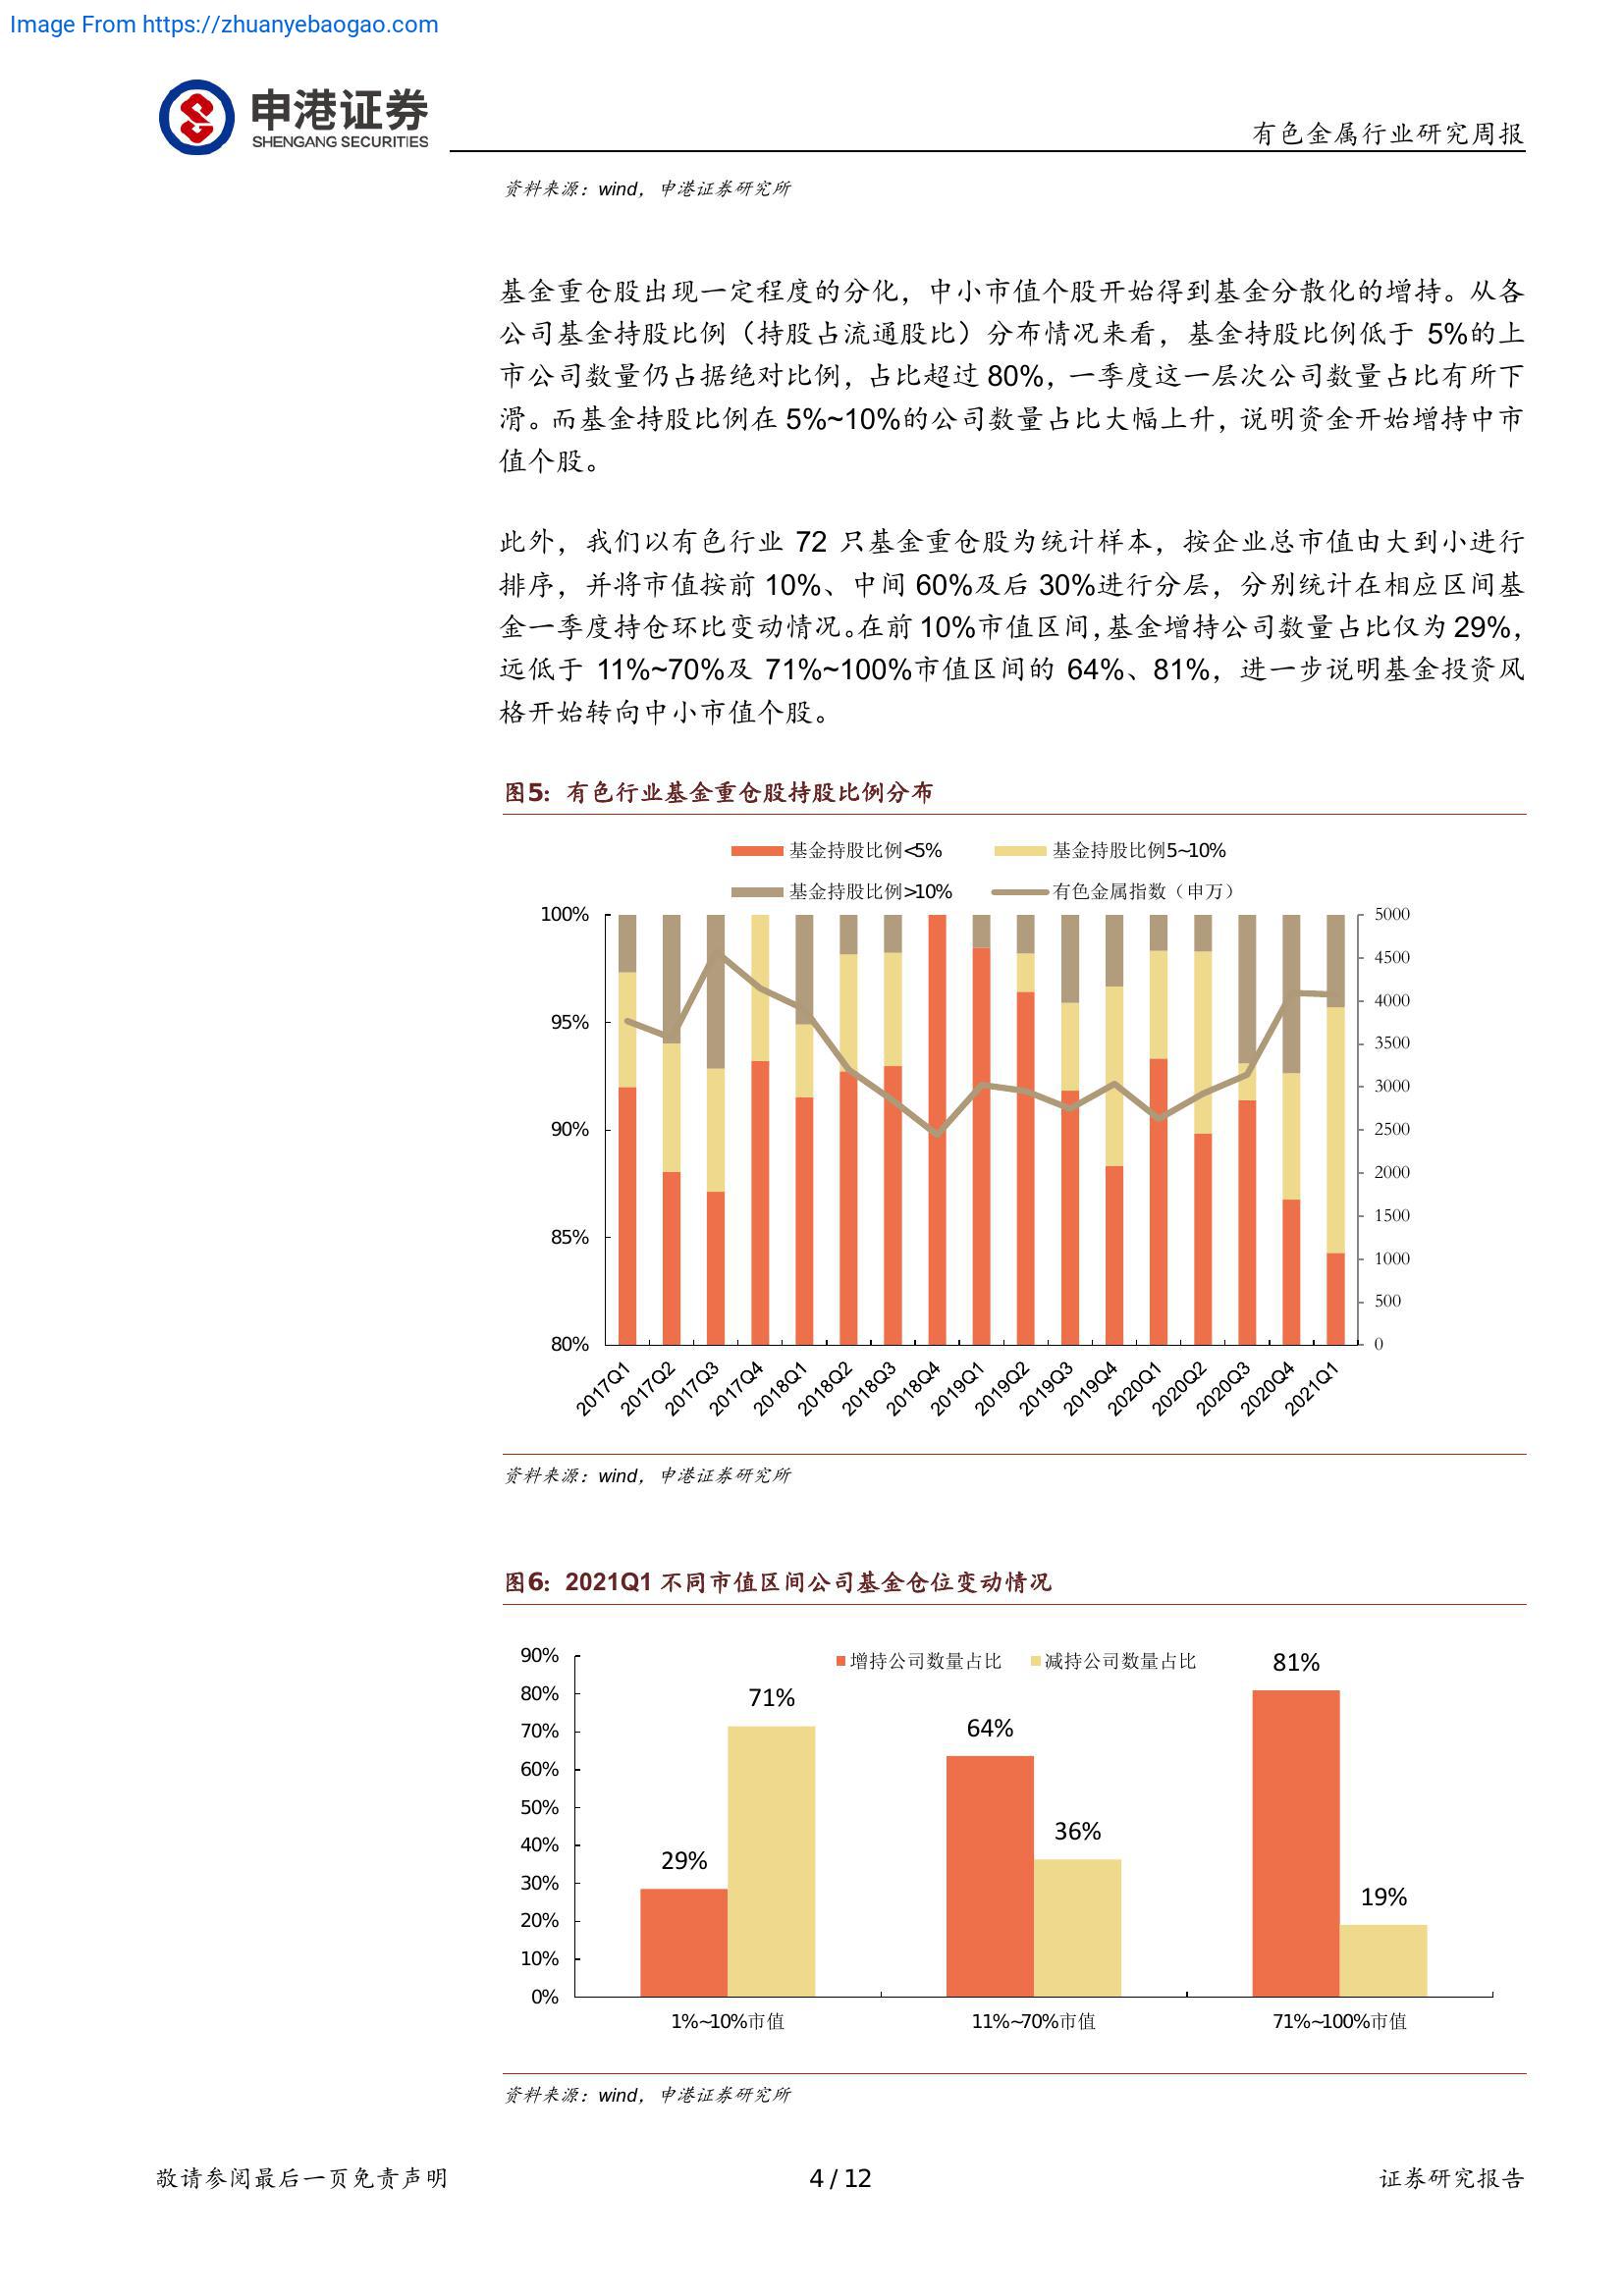 Image From https://zhuanyebaogao.com
申港证券
SHENGANG SECURITIES
有色金属行业研究周报
资料来源：wind，申港证券研究所
基金重仓股出现一定程度的分化，中小市值个股开始得到基金分散化的增持。从各
公司基金持股比例（持股占流通股比）分布情况来看，基金持股比例低于 5%的上
市公司数量仍占据绝对比例，占比超过 80%，一季度这一层次公司数量占比有所下
滑。而基金持股比例在 5%~10%的公司数量占比大幅上升，说明资金开始增持中市
值个股。
此外，我们以有色行业 72 只基金重仓股为统计样本，按企业总市值由大到小进行
排序，并将市值按前 10%、中间 60%及后 30%进行分层，分别统计在相应区间基
金一季度持仓环比变动情况。在前 10%市值区间，基金增持公司数量占比仅为 29%，
远低于 11%~70%及 71%~100%市值区间的 64%、81%，进一步说明基金投资风
格开始转向中小市值个股。
图5：有色行业基金重仓股持股比例分布
基金持股比例<5%
基金持股比例5~10%
基金持股比例>10%
有色金属指数（申万）
100%
95%
90%
85%
80%
5000
4500
4000
3500
3000
2500
2000
1500
1000
500
0
2017Q1
2017Q2
2017Q3
2017Q4
2018Q1
2018Q2
2018Q3
2018Q4
2019Q1
2019Q2
2019Q3
2019Q4
2020Q1
2020Q2
2020Q3
2020Q4
2021Q1
资料来源：wind，申港证券研究所
图6：2021Q1 不同市值区间公司基金仓位变动情况
增持公司数量占比
减持公司数量占比
90%
80%
70%
60%
50%
40%
30%
20%
10%
0%
29%
71%
64%
36%
81%
19%
1%~10%市值
11%~70%市值
71%~100%市值
资料来源：wind，申港证券研究所
敬请参阅最后一页免责声明
4 / 12
证券研究报告